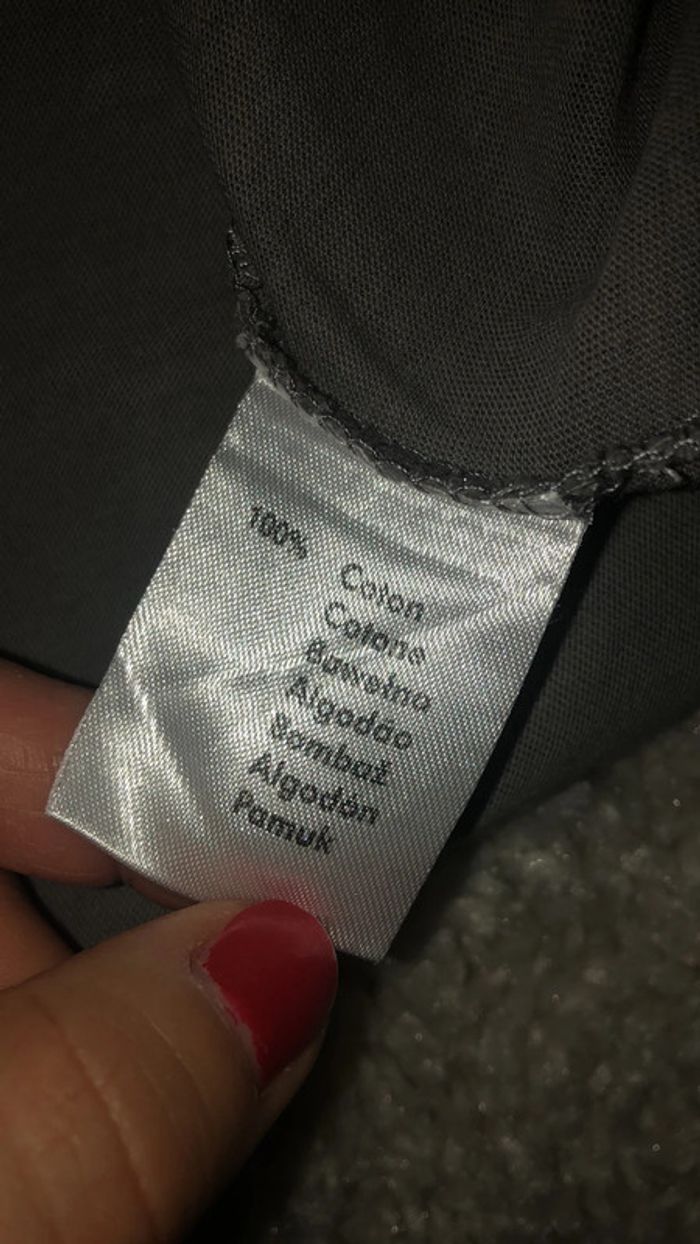 100%
Coton
Cotone
Bawełna
Algodão
Bombaž
Algodón
Pamuk